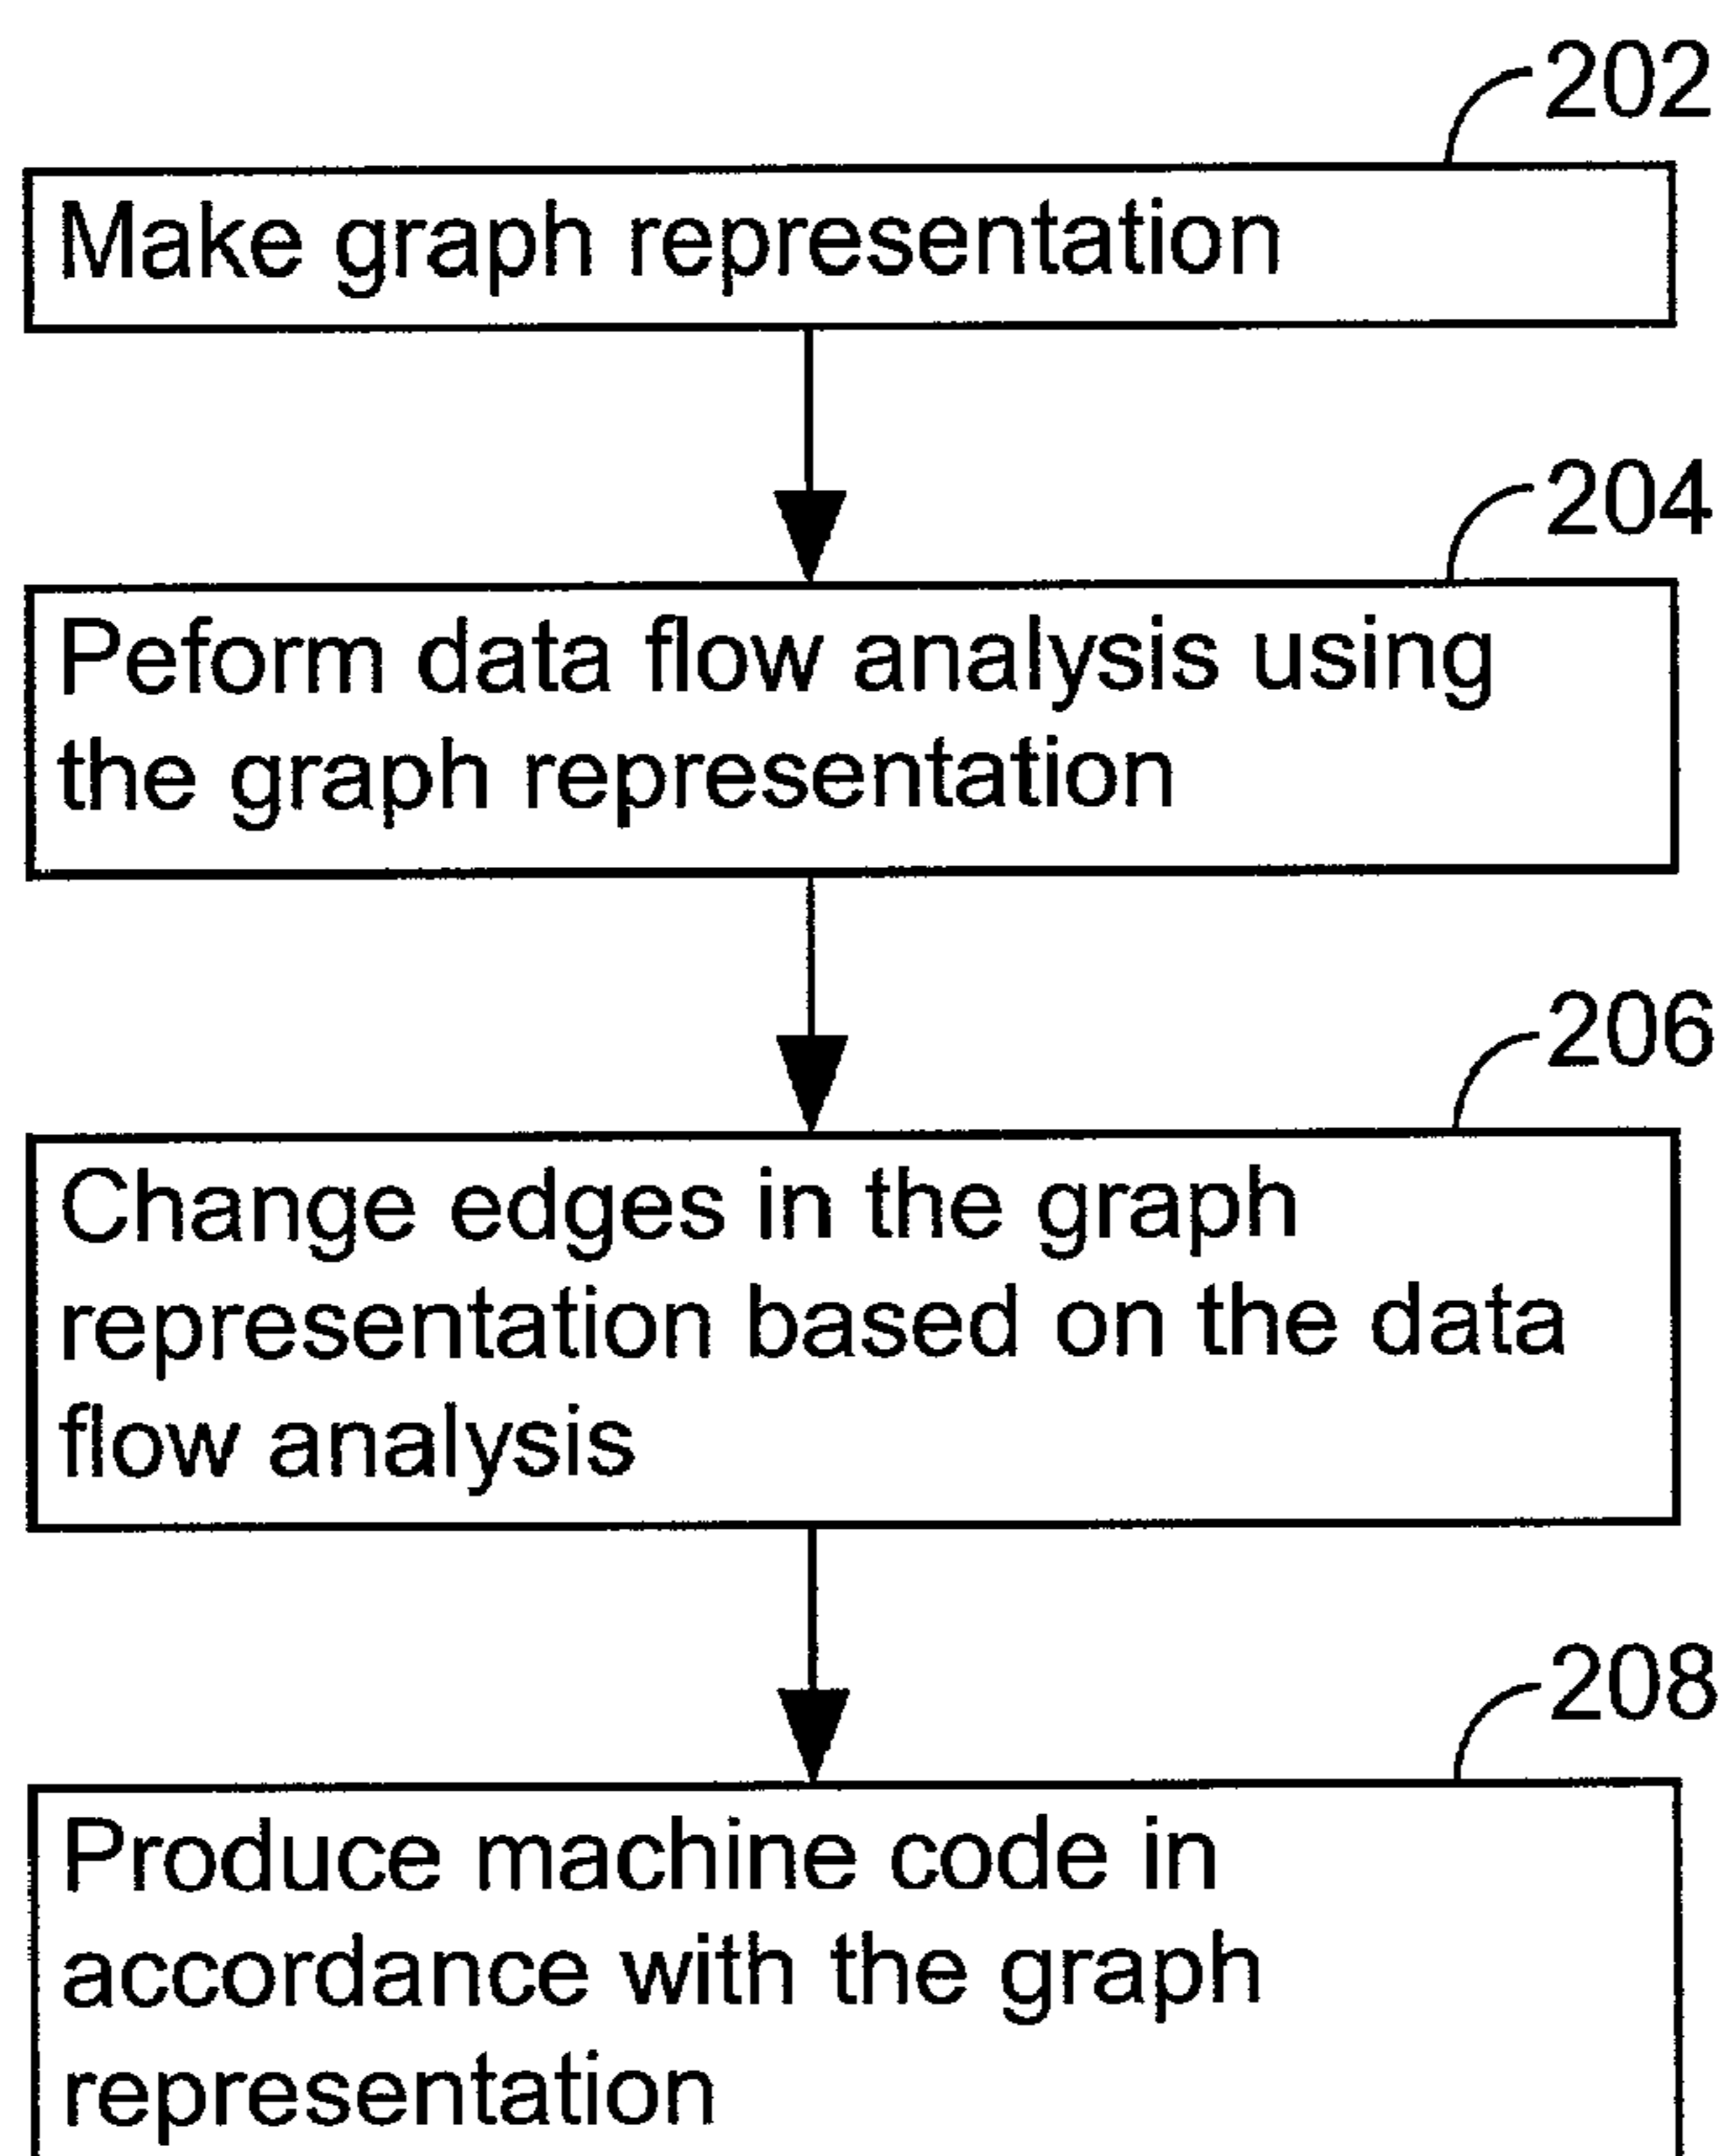 202
Make graph representation
204
Peform data flow analysis using
the graph representation
206
Change edges in the graph
representation based on the data
flow analysis
208
Produce machine code in
accordance with the graph
representation